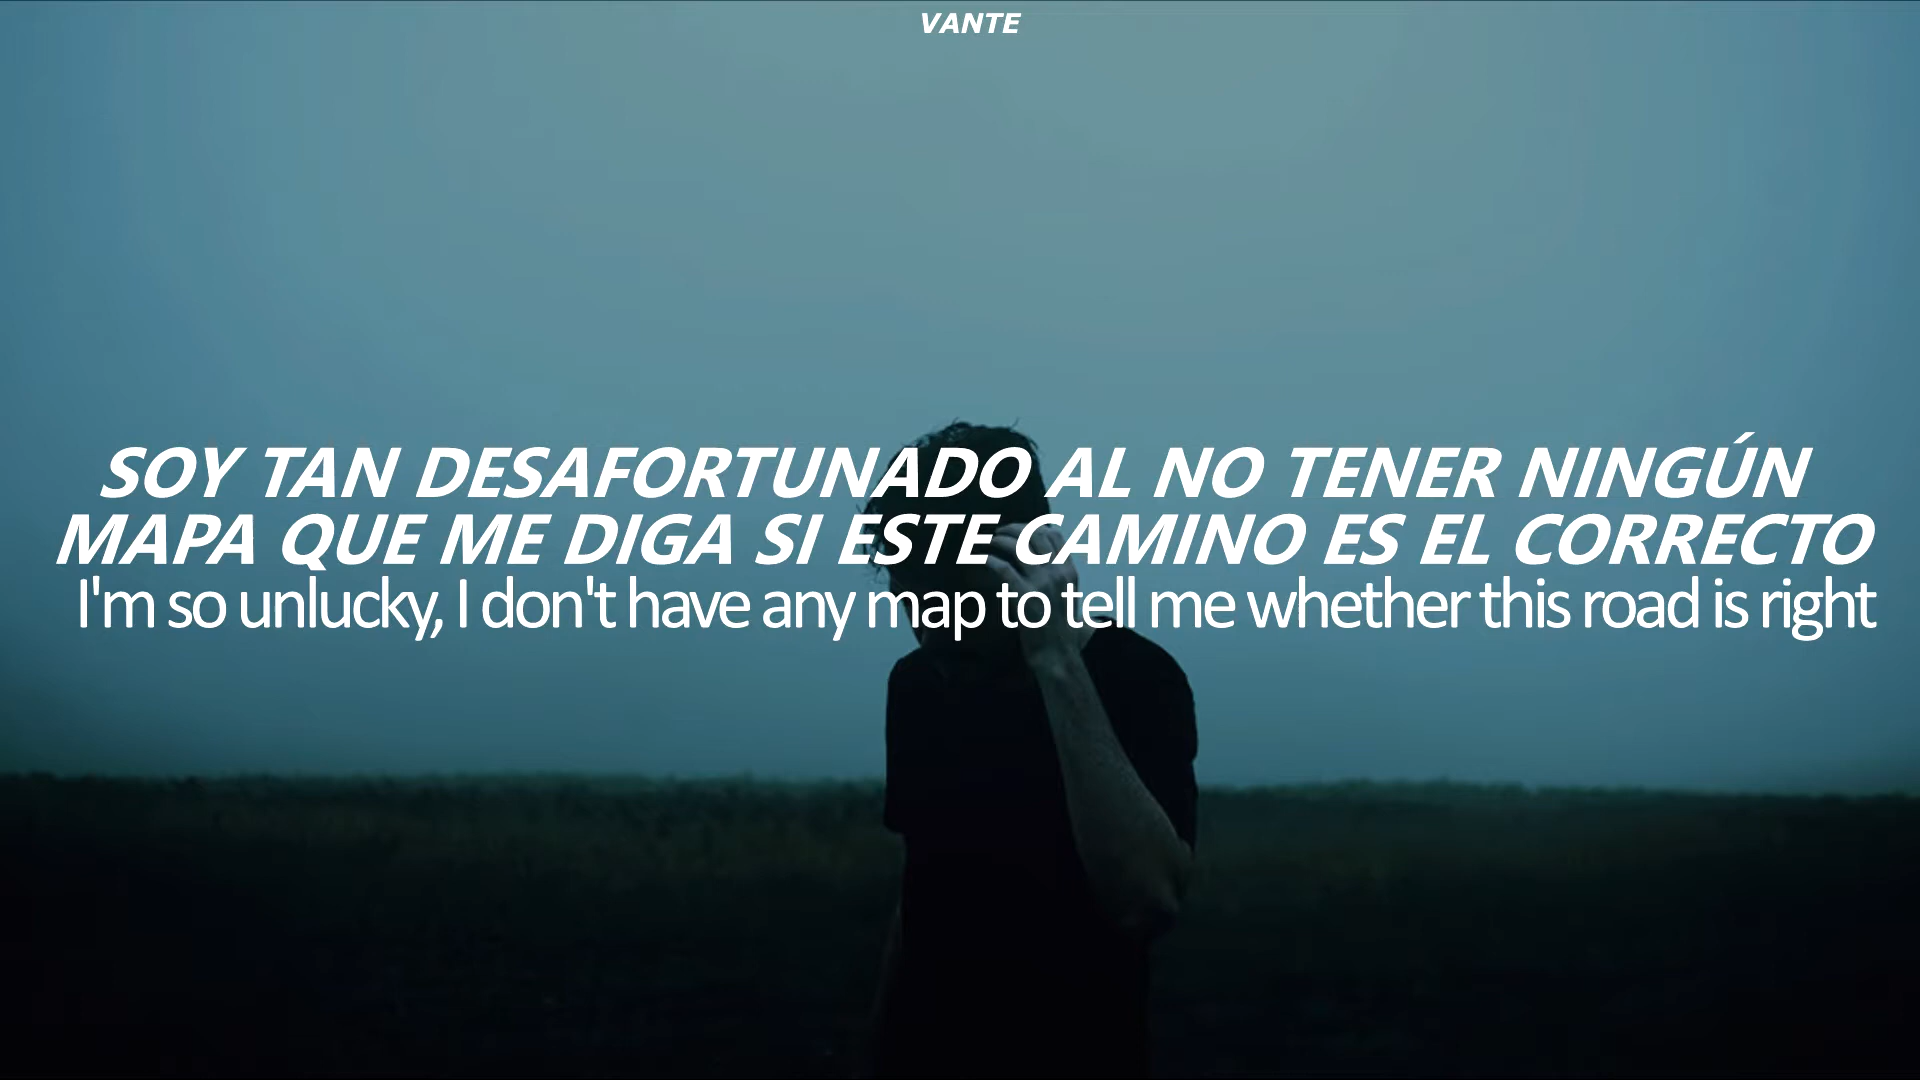 VANTE
SOY TAN DESAFORTUNADO AL NO TENER NINGÚN
MAPA QUE ME DIGA SI ESTE CAMINO ES EL CORRECTO
I'm so unlucky, I don't have any map to tell me whether this road is right